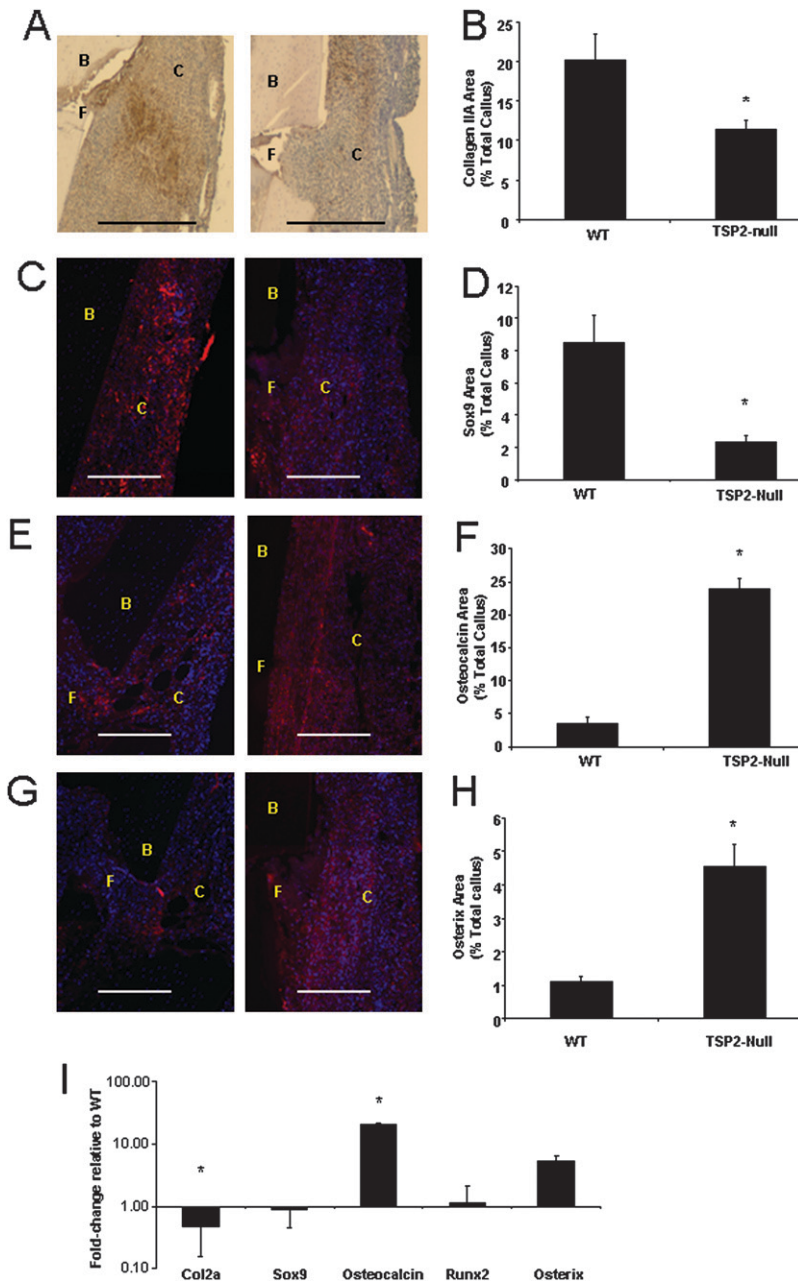 A
B
C
F
B
F
C
B
Collagen IIA Area
(% Total Callus)
25
20
15
10
5
0
*
WT
TSP2-null
C
B
C
B
F
C
D
Sox9 Area
(% Total Callus)
12
10
8
6
4
2
0
*
WT
TSP2-Null
E
B
F
C
B
F
C
F
Osteocalcin Area
(% Total Callus)
30
25
20
15
10
5
0
*
WT
TSP2-Null
G
B
F
C
B
F
C
H
Osterix Area
(% Total callus)
6
5
4
3
2
1
0
*
WT
TSP2-Null
I
Fold-change relative to WT
100.00
10.00
1.00
0.10
*
*
Col2a Sox9 Osteocalcin Runx2 Osterix